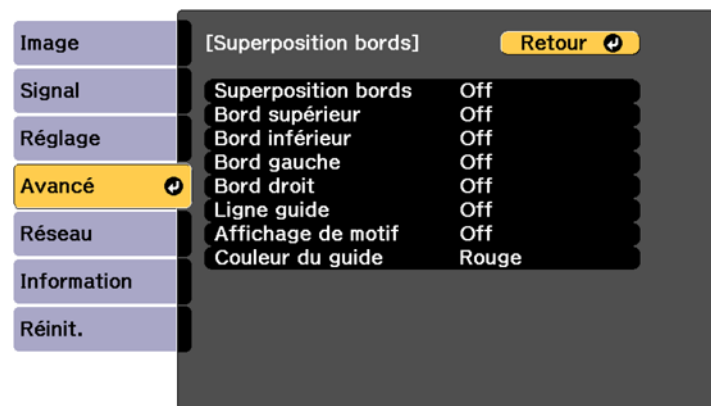 Image
Signal
Réglage
Avancé
Réseau
Information
Réinit.
[Superposition bords] Retour
Superposition bords Off
Bord supérieur Off
Bord inférieur Off
Bord gauche Off
Bord droit Off
Ligne guide Off
Affichage de motif Off
Couleur du guide Rouge